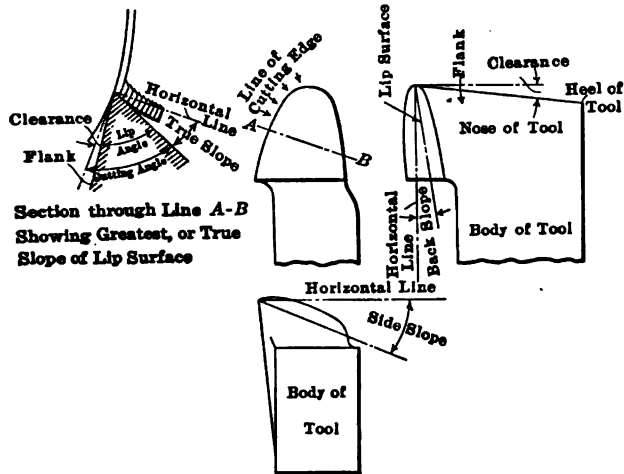 Horizontal
Line
True Slope
Clearance
Lip
Angle
Flank
Cutting Angle
Section through Line A-B
Showing Greatest, or True
Slope of Lip Surface
Line of
Cutting Edge
A
B
Lip Surface
Flank
Clearance
Heel of
Tool
Nose of Tool
Horizontal
Line
Back Slope
Body of Tool
Horizontal Line
Side Slope
Body of
Tool